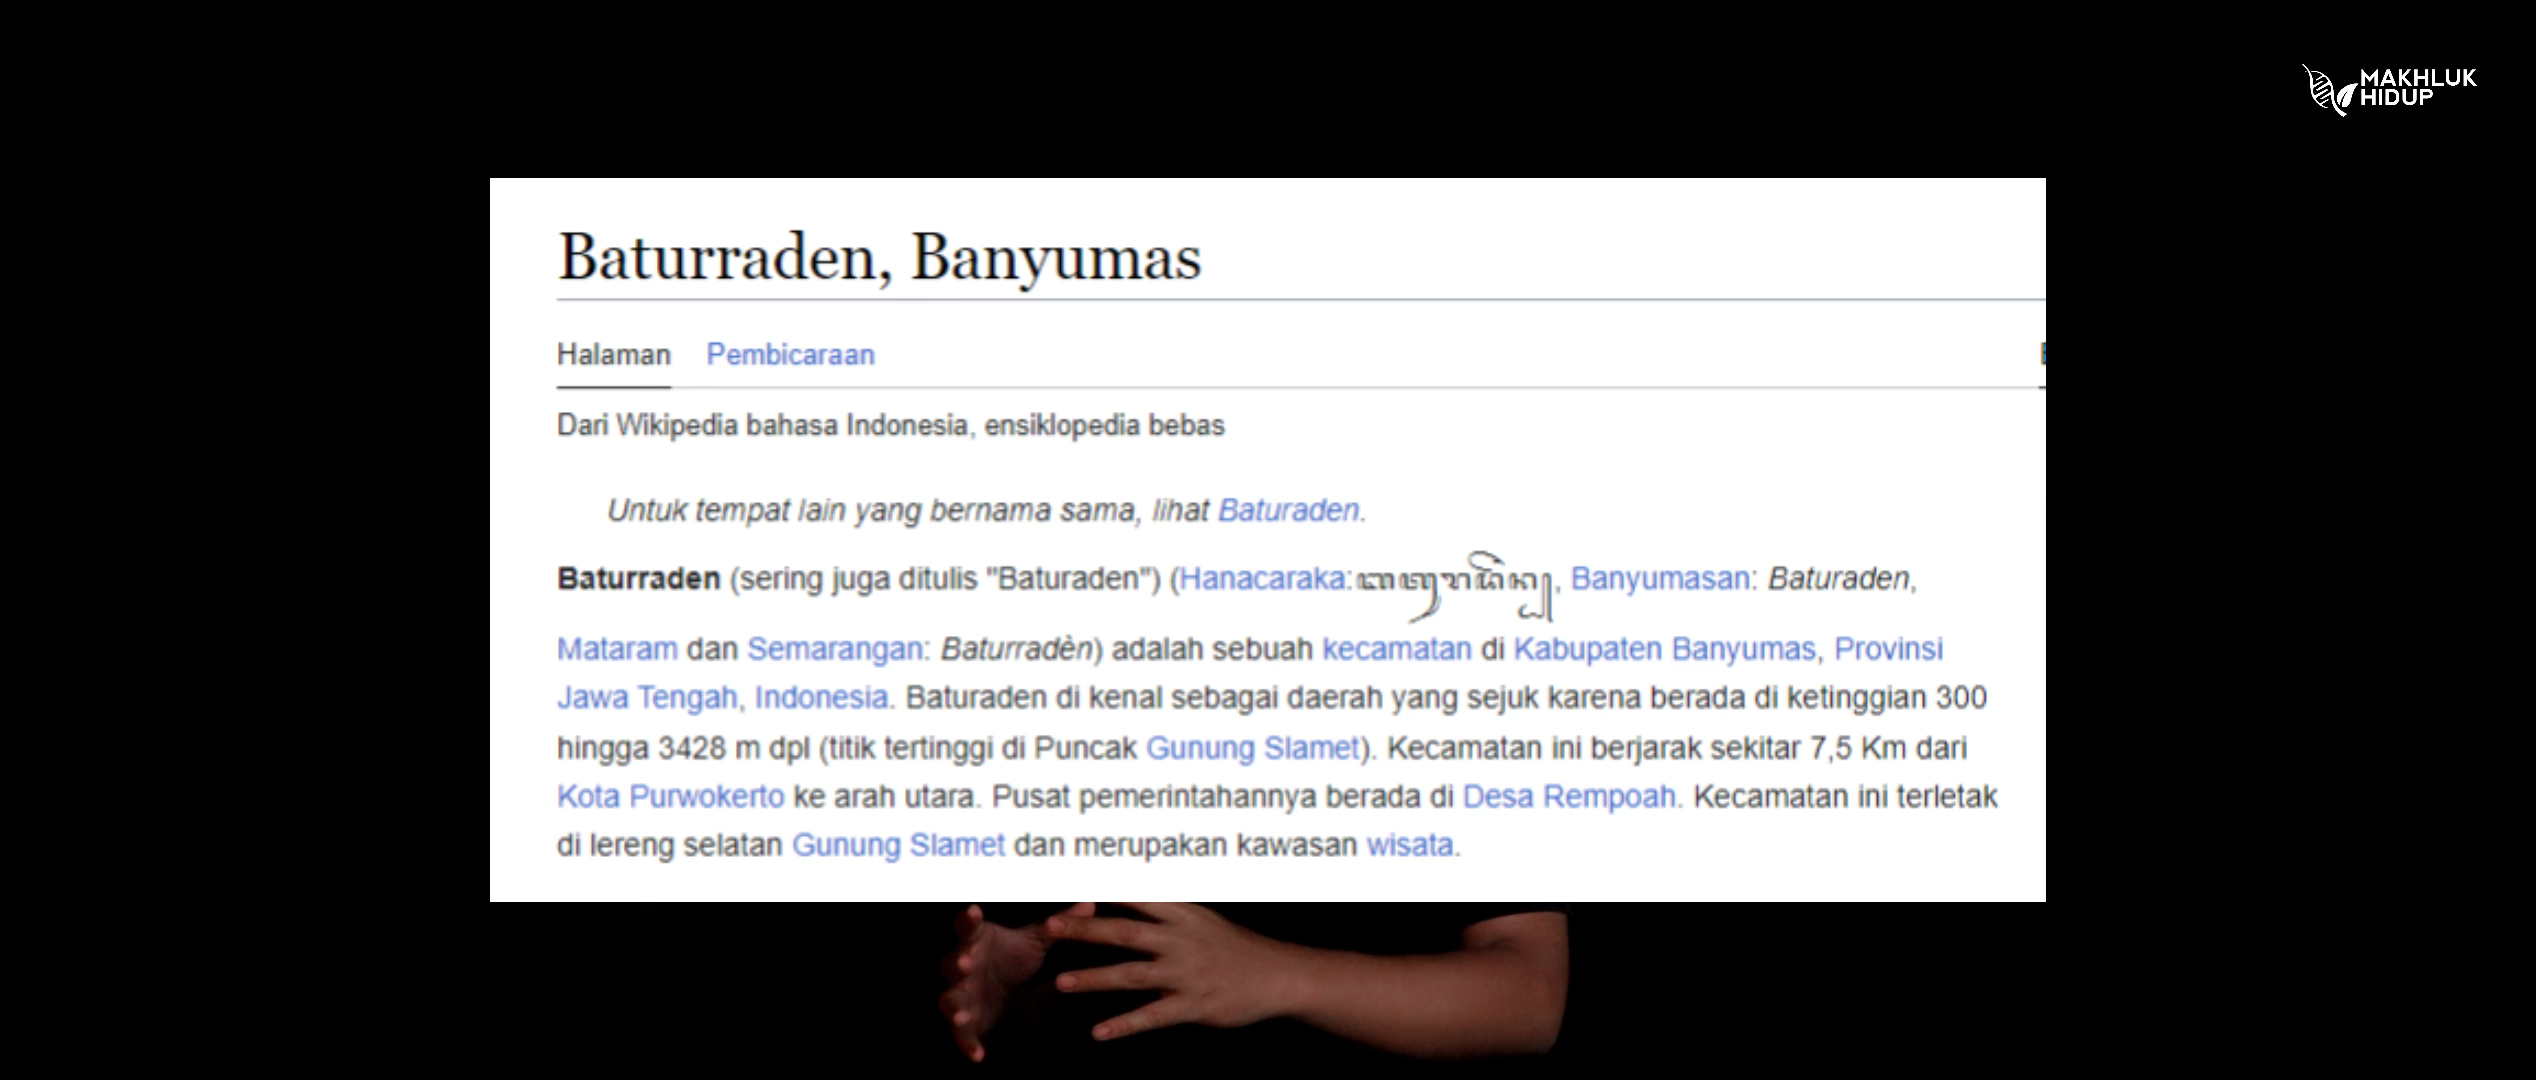 MAKHLUK
HIDUP
Baturraden, Banyumas
Halaman Pembicaraan
Dari Wikipedia bahasa Indonesia, ensiklopedia bebas
Untuk tempat lain yang bernama sama, lihat Baturaden.
Baturraden (sering juga ditulis "Baturaden") (Hanacaraka: , Banyumasan: Baturaden,
Mataram dan Semarangan: Baturradèn) adalah sebuah kecamatan di Kabupaten Banyumas, Provinsi
Jawa Tengah, Indonesia. Baturaden di kenal sebagai daerah yang sejuk karena berada di ketinggian 300
hingga 3428 m dpl (titik tertinggi di Puncak Gunung Slamet). Kecamatan ini berjarak sekitar 7,5 Km dari
Kota Purwokerto ke arah utara. Pusat pemerintahannya berada di Desa Rempoah. Kecamatan ini terletak
di lereng selatan Gunung Slamet dan merupakan kawasan wisata.